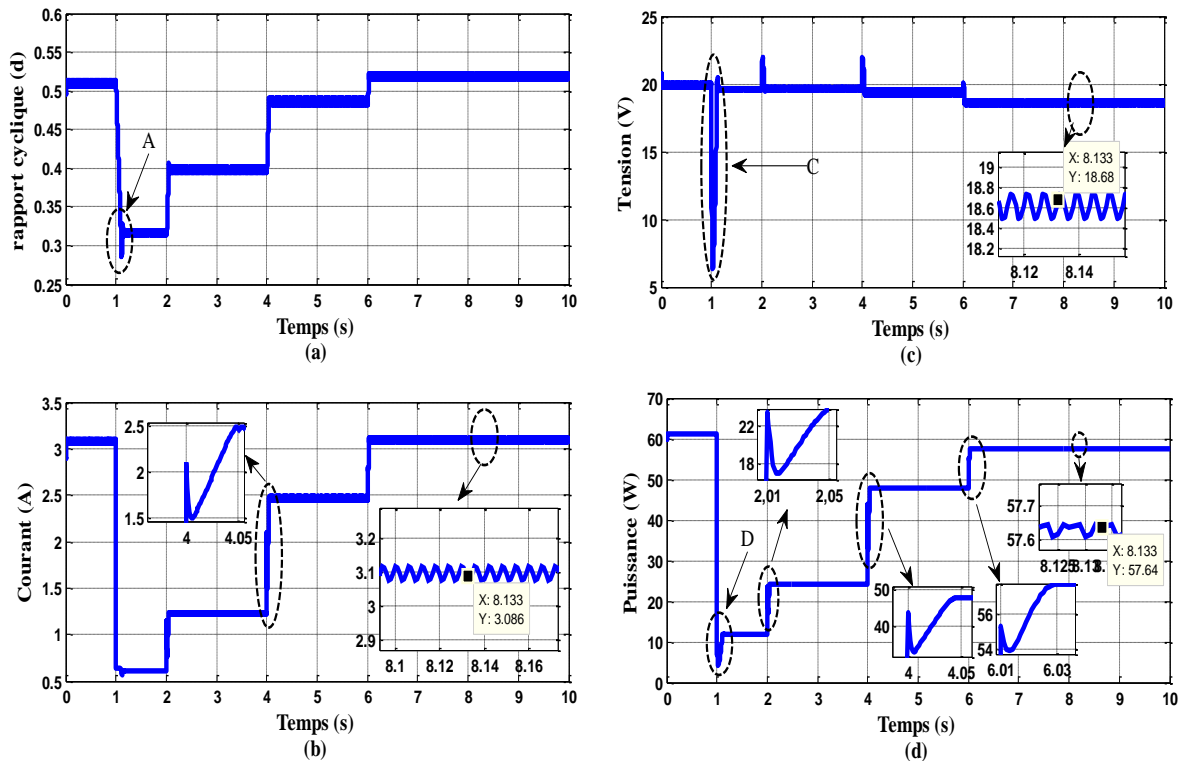 0.6
0.55
0.5
0.45
0.4
0.35
0.3
0.25
rapport cyclique (d)
A
0 1 2 3 4 5 6 7 8 9 10
Temps (s)
(a)
25
20
15
10
5
Tension (V)
C
X: 8.133
Y: 18.68
19
18.8
18.6
18.4
18.2
8.12 8.14
0 1 2 3 4 5 6 7 8 9 10
Temps (s)
(c)
3.5
3
2.5
2
1.5
1
0.5
Courant (A)
2.5
2
1.5
4 4.05
3.2
3.1
3
2.9
X: 8.133
Y: 3.086
8.1 8.12 8.14 8.16
0 1 2 3 4 5 6 7 8 9 10
Temps (s)
(b)
70
60
50
40
30
20
10
0
Puissance (W)
D
22
18
2,01 2,05
57.7
57.6
8.125
X: 8.133
Y: 57.64
50
40
4 4.05
56
54
6.01 6.03
0 1 2 3 4 5 6 7 8 9 10
Temps (s)
(d)